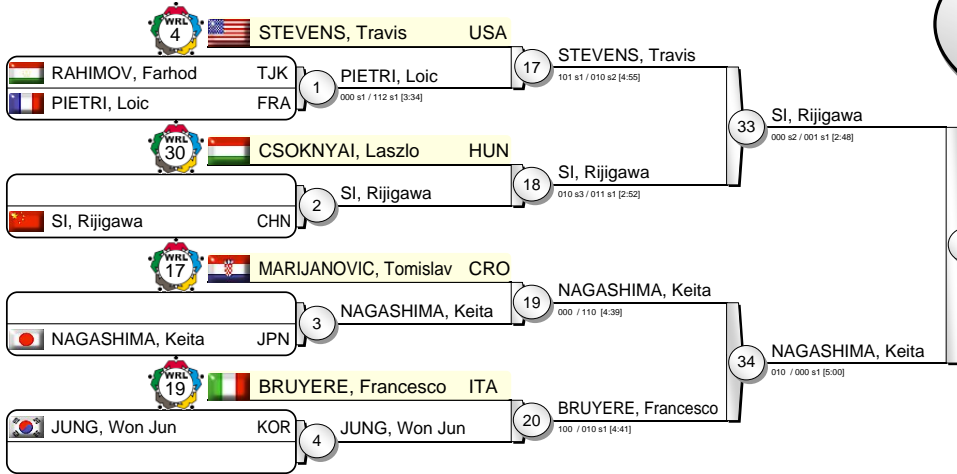 WRL
4
STEVENS, Travis USA
RAHIMOV, Farhod TJK
PIETRI, Loic FRA
1
PIETRI, Loic
000 s1 / 112 s1 [3:34]
17
STEVENS, Travis
101 s1 / 010 s2 [4:55]
WRL
30
CSOKNYAI, Laszlo HUN
SI, Rijigawa CHN
2
SI, Rijigawa
18
SI, Rijigawa
010 s3 / 011 s1 [2:52]
33
SI, Rijigawa
000 s2 / 001 s1 [2:48]
WRL
17
MARIJANOVIC, Tomislav CRO
NAGASHIMA, Keita JPN
3
NAGASHIMA, Keita
19
NAGASHIMA, Keita
000 / 110 [4:39]
WRL
19
BRUYERE, Francesco ITA
JUNG, Won Jun KOR
4
JUNG, Won Jun
20
BRUYERE, Francesco
100 / 010 s1 [4:41]
34
NAGASHIMA, Keita
010 / 000 s1 [5:00]